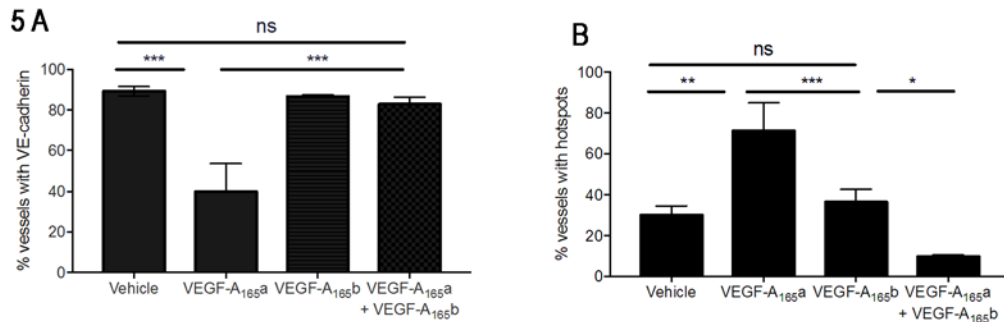 5 A
ns
***
***
100
80
60
40
20
0
% vessels with VE-cadherin
Vehicle
VEGF-A₁₆₅a
VEGF-A₁₆₅b
VEGF-A₁₆₅a
+ VEGF-A₁₆₅b
B
ns
**
***
*
100
80
60
40
20
0
% vessels with hotspots
Vehicle
VEGF-A₁₆₅a
VEGF-A₁₆₅b
VEGF-A₁₆₅a
+ VEGF-A₁₆₅b